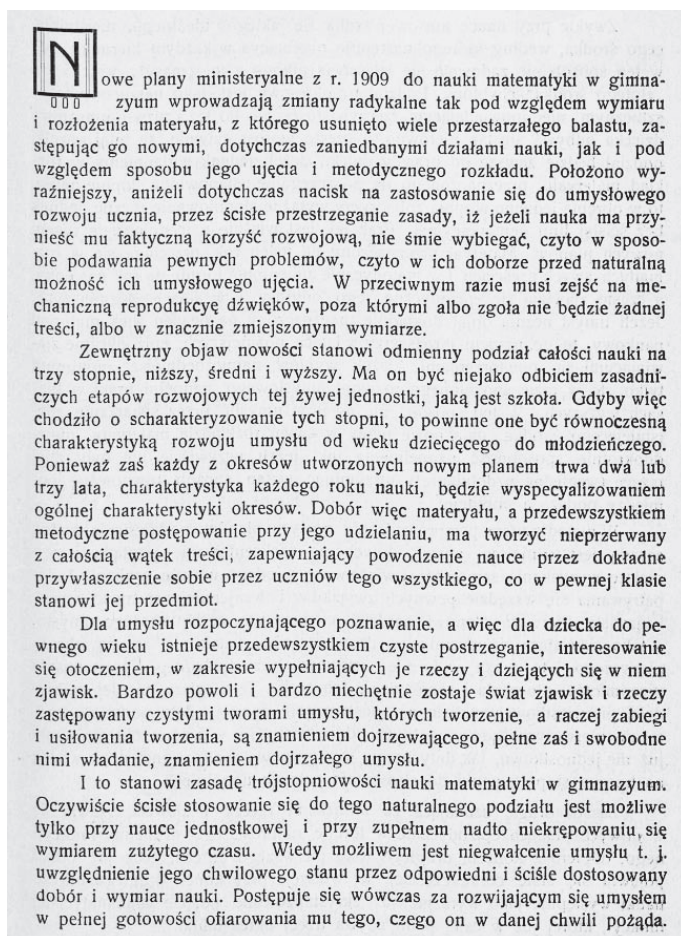 Nowe plany ministeryalne z r. 1909 do nauki matematyki w gimna-
zyum wprowadzają zmiany radykalne tak pod względem wymiaru
i rozłożenia materyału, z którego usunięto wiele przestarzałego balastu, za-
stępując go nowymi, dotychczas zaniedbanymi działami nauki, jak i pod
względem sposobu jego ujęcia i metodycznego rozkładu. Położono wy-
raźniejszy, aniżeli dotychczas nacisk na zastosowanie się do umysłowego
rozwoju ucznia, przez ścisłe przestrzeganie zasady, iż jeżeli nauka ma przy-
nieść mu faktyczną korzyść rozwojową, nie śmie wybiegać, czyto w sposo-
bie podawania pewnych problemów, czyto w ich doborze przed naturalną
możność ich umysłowego ujęcia. W przeciwnym razie musi zejść na me-
chaniczną reprodukcyę dźwięków, poza którymi albo zgoła nie będzie żadnej
treści, albo w znacznie zmiejszonym wymiarze.
Zewnętrzny objaw nowości stanowi odmienny podział całości nauki na
trzy stopnie, niższy, średni i wyższy. Ma on być niejako odbiciem zasadni-
czych etapów rozwojowych tej żywej jednostki, jaką jest szkoła. Gdyby więc
chodziło o scharakteryzowanie tych stopni, to powinne one być równoczesną
charakterystyką rozwoju umysłu od wieku dziecięcego do młodzieńczego.
Ponieważ zaś każdy z okresów utworzonych nowym planem trwa dwa lub
trzy lata, charakterystyka każdego roku nauki, będzie wyspecyalizowaniem
ogólnej charakterystyki okresów. Dobór więc materyału, a przedewszystkiem
metodyczne postępowanie przy jego udzielaniu, ma tworzyć nieprzerwany
z całością wątek treści, zapewniający powodzenie nauce przez dokładne
przywłaszczenie sobie przez uczniów tego wszystkiego, co w pewnej klasie
stanowi jej przedmiot.
Dla umysłu rozpoczynającego poznawanie, a więc dla dziecka do pe-
wnego wieku istnieje przedewszystkiem czyste postrzeganie, interesowanie
się otoczeniem, w zakresie wypełniających je rzeczy i dziejących się w niem
zjawisk. Bardzo powoli i bardzo niechętnie zostaje świat zjawisk i rzeczy
zastępowany czystymi tworami umysłu, których tworzenie, a raczej zabiegi
i usiłowania tworzenia, są znamieniem dojrzewającego, pełne zaś i swobodne
nimi władanie, znamieniem dojrzałego umysłu.
I to stanowi zasadę trójstopniowości nauki matematyki w gimnazyum.
Oczywiście ścisłe stosowanie się do tego naturalnego podziału jest możliwe
tylko przy nauce jednostkowej i przy zupełnem nadto niekrępowaniu się
wymiarem zużytego czasu. Wtedy możliwem jest niegwałcenie umysłu t. j.
uwzględnienie jego chwilowego stanu przez odpowiedni i ściśle dostosowany
dobór i wymiar nauki. Postępuje się wówczas za rozwijającym się umysłem
w pełnej gotowości ofiarowania mu tego, czego on w danej chwili pożąda.